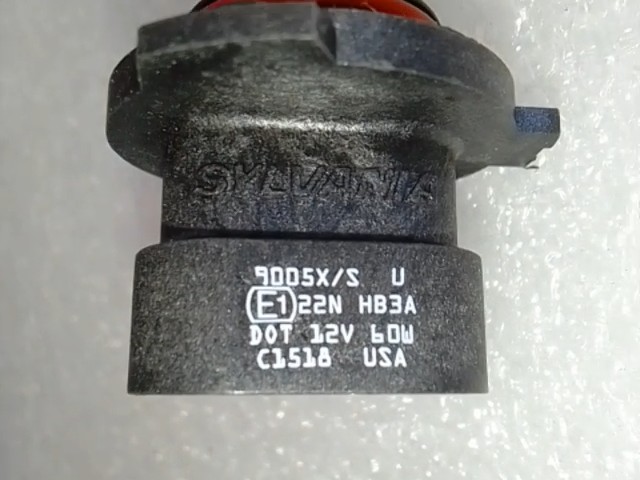 SYLVANIA
9005X/S U
E1 22N HB3A
DOT 12V 60W
C1518 USA